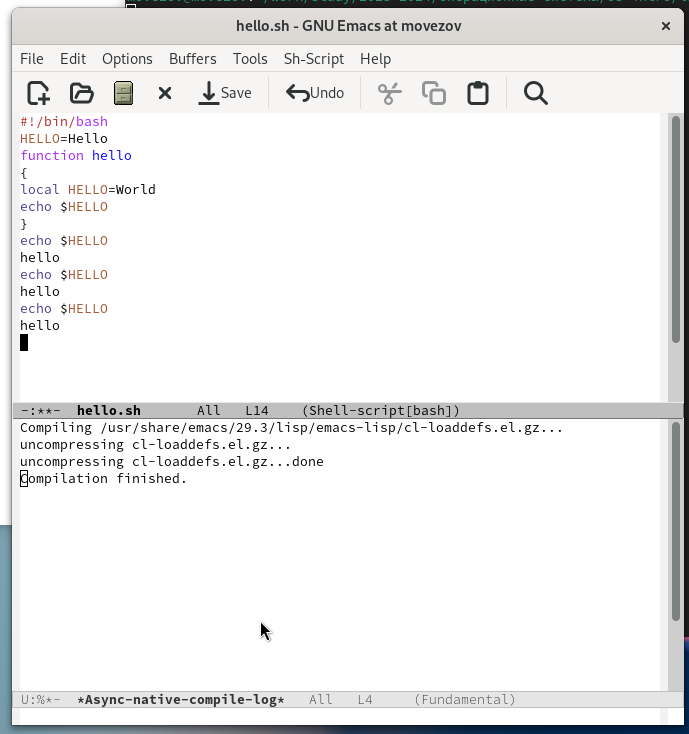 hello.sh - GNU Emacs at movezov
File Edit Options Buffers Tools Sh-Script Help
Save Undo
#!/bin/bash
HELLO=Hello
function hello
{
local HELLO=World
echo $HELLO
}
echo $HELLO
hello
echo $HELLO
hello
echo $HELLO
hello
-:**- hello.sh All L14 (Shell-script[bash])
Compiling /usr/share/emacs/29.3/lisp/emacs-lisp/cl-loaddefs.el.gz...
uncompressing cl-loaddefs.el.gz...
uncompressing cl-loaddefs.el.gz...done
Compilation finished.
U:%*- *Async-native-compile-log* All L4 (Fundamental)